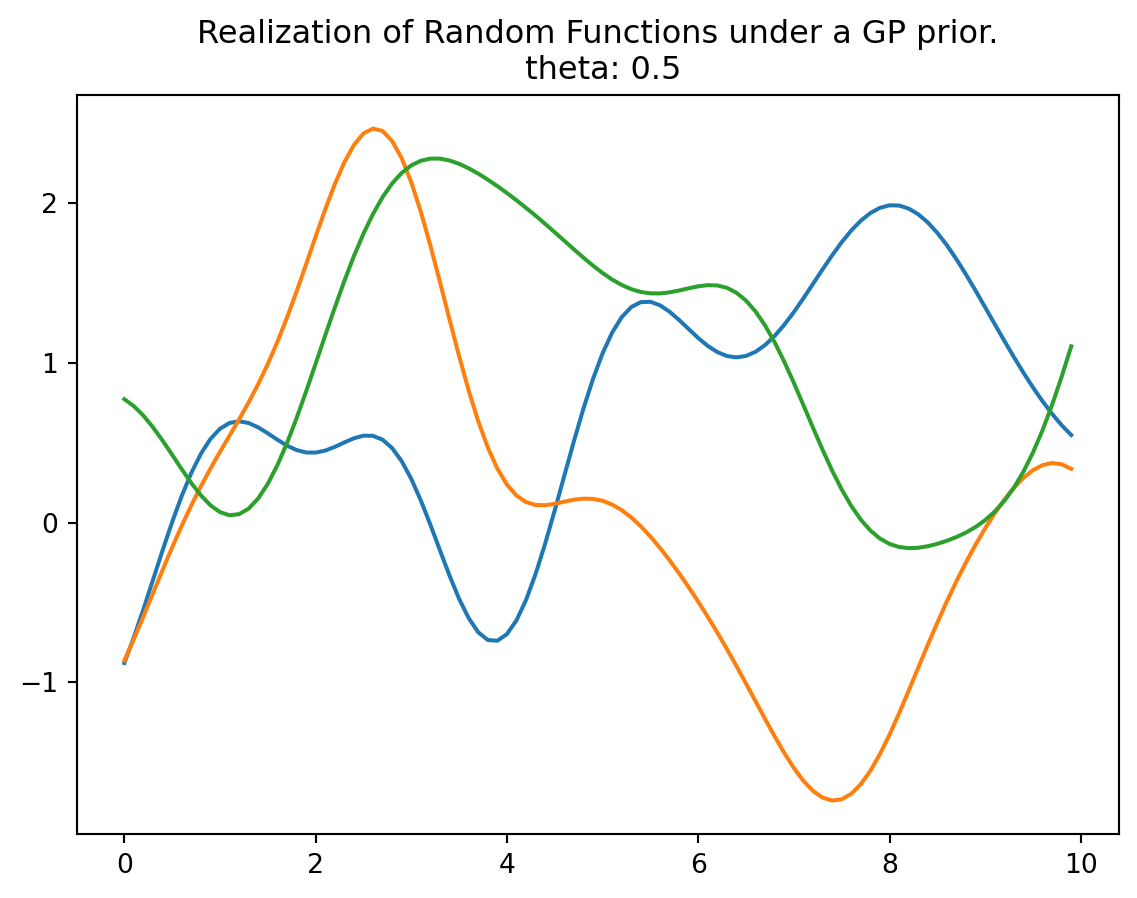 Realization of Random Functions under a GP prior.
theta: 0.5
2
1
0
−1
0 2 4 6 8 10